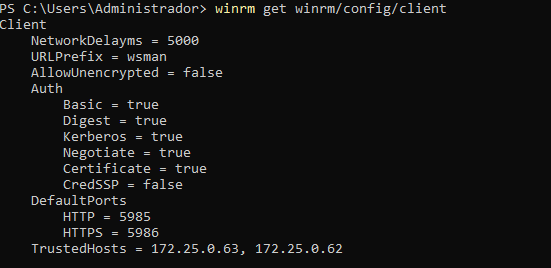 PS C:\Users\Administrador> winrm get winrm/config/client
Client
    NetworkDelayms = 5000
    URLPrefix = wsman
    AllowUnencrypted = false
    Auth
        Basic = true
        Digest = true
        Kerberos = true
        Negotiate = true
        Certificate = true
        CredSSP = false
    DefaultPorts
        HTTP = 5985
        HTTPS = 5986
    TrustedHosts = 172.25.0.63, 172.25.0.62